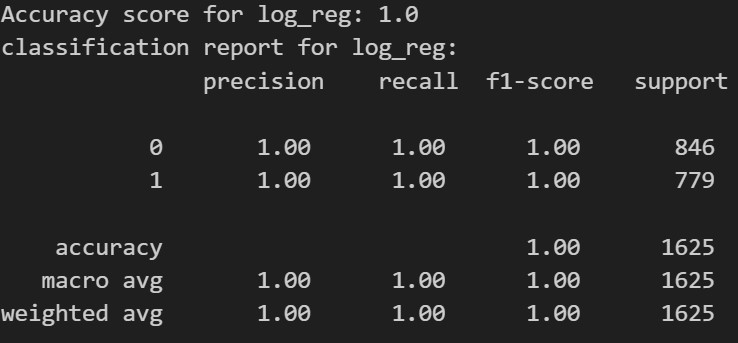 Accuracy score for log_reg: 1.0
classification report for log_reg:
precision recall f1-score support
0 1.00 1.00 1.00 846
1 1.00 1.00 1.00 779
accuracy 1.00 1625
macro avg 1.00 1.00 1.00 1625
weighted avg 1.00 1.00 1.00 1625